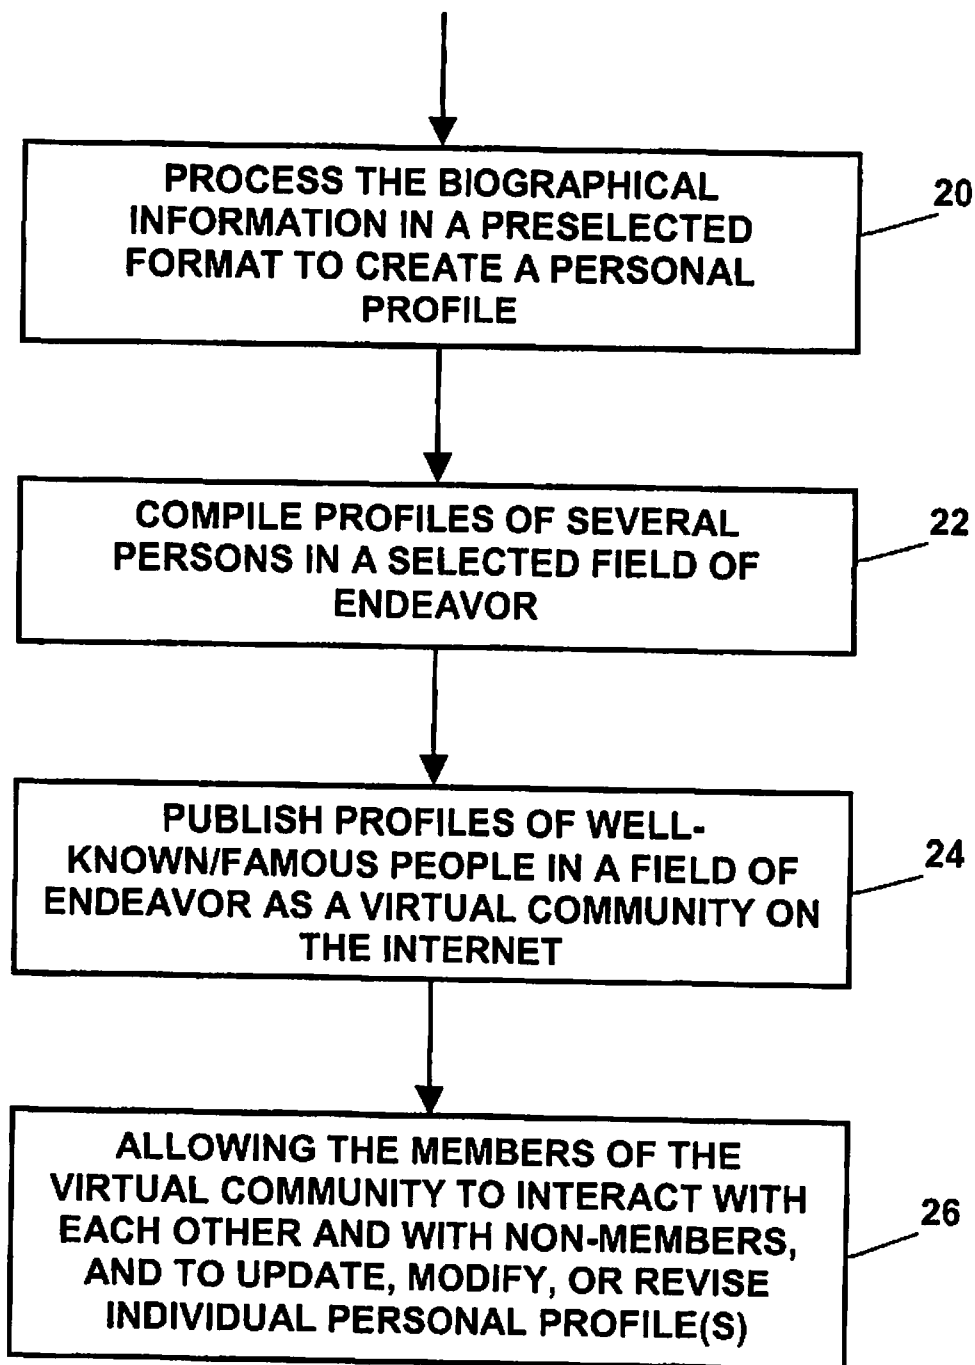 PROCESS THE BIOGRAPHICAL
INFORMATION IN A PRESELECTED
FORMAT TO CREATE A PERSONAL
PROFILE
20
COMPILE PROFILES OF SEVERAL
PERSONS IN A SELECTED FIELD OF
ENDEAVOR
22
PUBLISH PROFILES OF WELL-
KNOWN/FAMOUS PEOPLE IN A FIELD OF
ENDEAVOR AS A VIRTUAL COMMUNITY ON
THE INTERNET
24
ALLOWING THE MEMBERS OF THE
VIRTUAL COMMUNITY TO INTERACT WITH
EACH OTHER AND WITH NON-MEMBERS,
AND TO UPDATE, MODIFY, OR REVISE
INDIVIDUAL PERSONAL PROFILE(S)
26